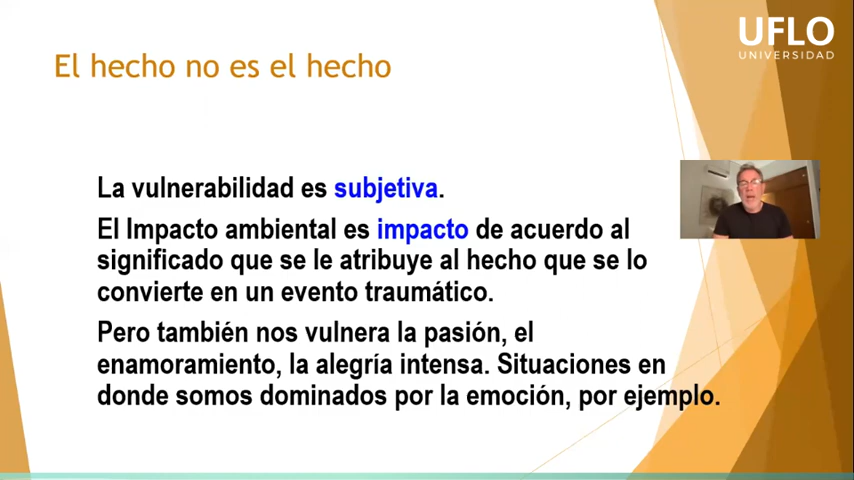 UFLO
UNIVERSIDAD
El hecho no es el hecho
La vulnerabilidad es subjetiva.
El Impacto ambiental es impacto de acuerdo al
significado que se le atribuye al hecho que se lo
convierte en un evento traumático.
Pero también nos vulnera la pasión, el
enamoramiento, la alegría intensa. Situaciones en
donde somos dominados por la emoción, por ejemplo.